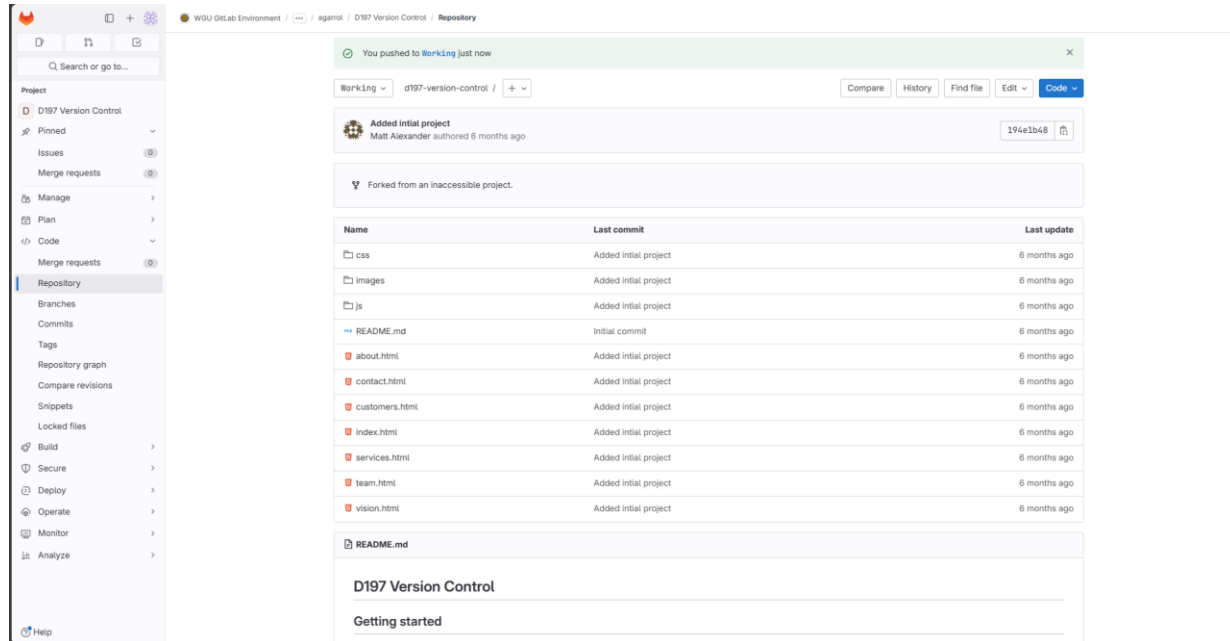 WGU GitLab Environment / ... / agarrol / D197 Version Control / Repository
Search or go to...
Project
D D197 Version Control
Pinned
Issues 0
Merge requests 0
Manage
Plan
Code
Merge requests 0
Repository
Branches
Commits
Tags
Repository graph
Compare revisions
Snippets
Locked files
Build
Secure
Deploy
Operate
Monitor
Analyze
Help
You pushed to Working just now
Working d197-version-control / +
Compare History Find file Edit Code
Added intial project
Matt Alexander authored 6 months ago
194e1b48
Forked from an inaccessible project.
Name Last commit Last update
css Added intial project 6 months ago
images Added intial project 6 months ago
js Added intial project 6 months ago
README.md Initial commit 6 months ago
about.html Added intial project 6 months ago
contact.html Added intial project 6 months ago
customers.html Added intial project 6 months ago
index.html Added intial project 6 months ago
services.html Added intial project 6 months ago
team.html Added intial project 6 months ago
vision.html Added intial project 6 months ago
README.md
D197 Version Control
Getting started